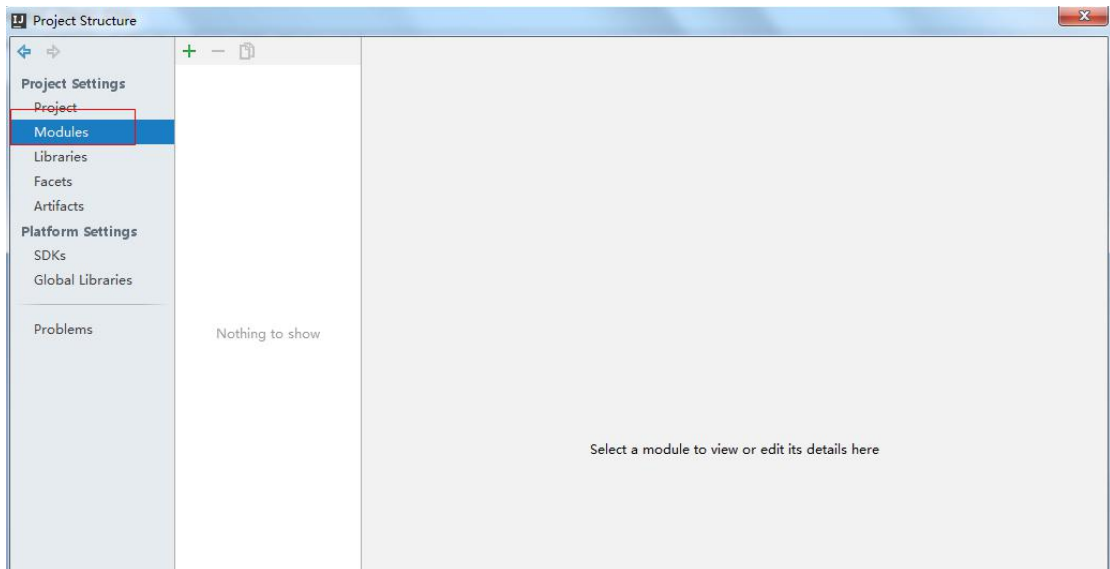 IJ Project Structure
Project Settings
Project
Modules
Libraries
Facets
Artifacts
Platform Settings
SDKs
Global Libraries
Problems
Nothing to show
Select a module to view or edit its details here